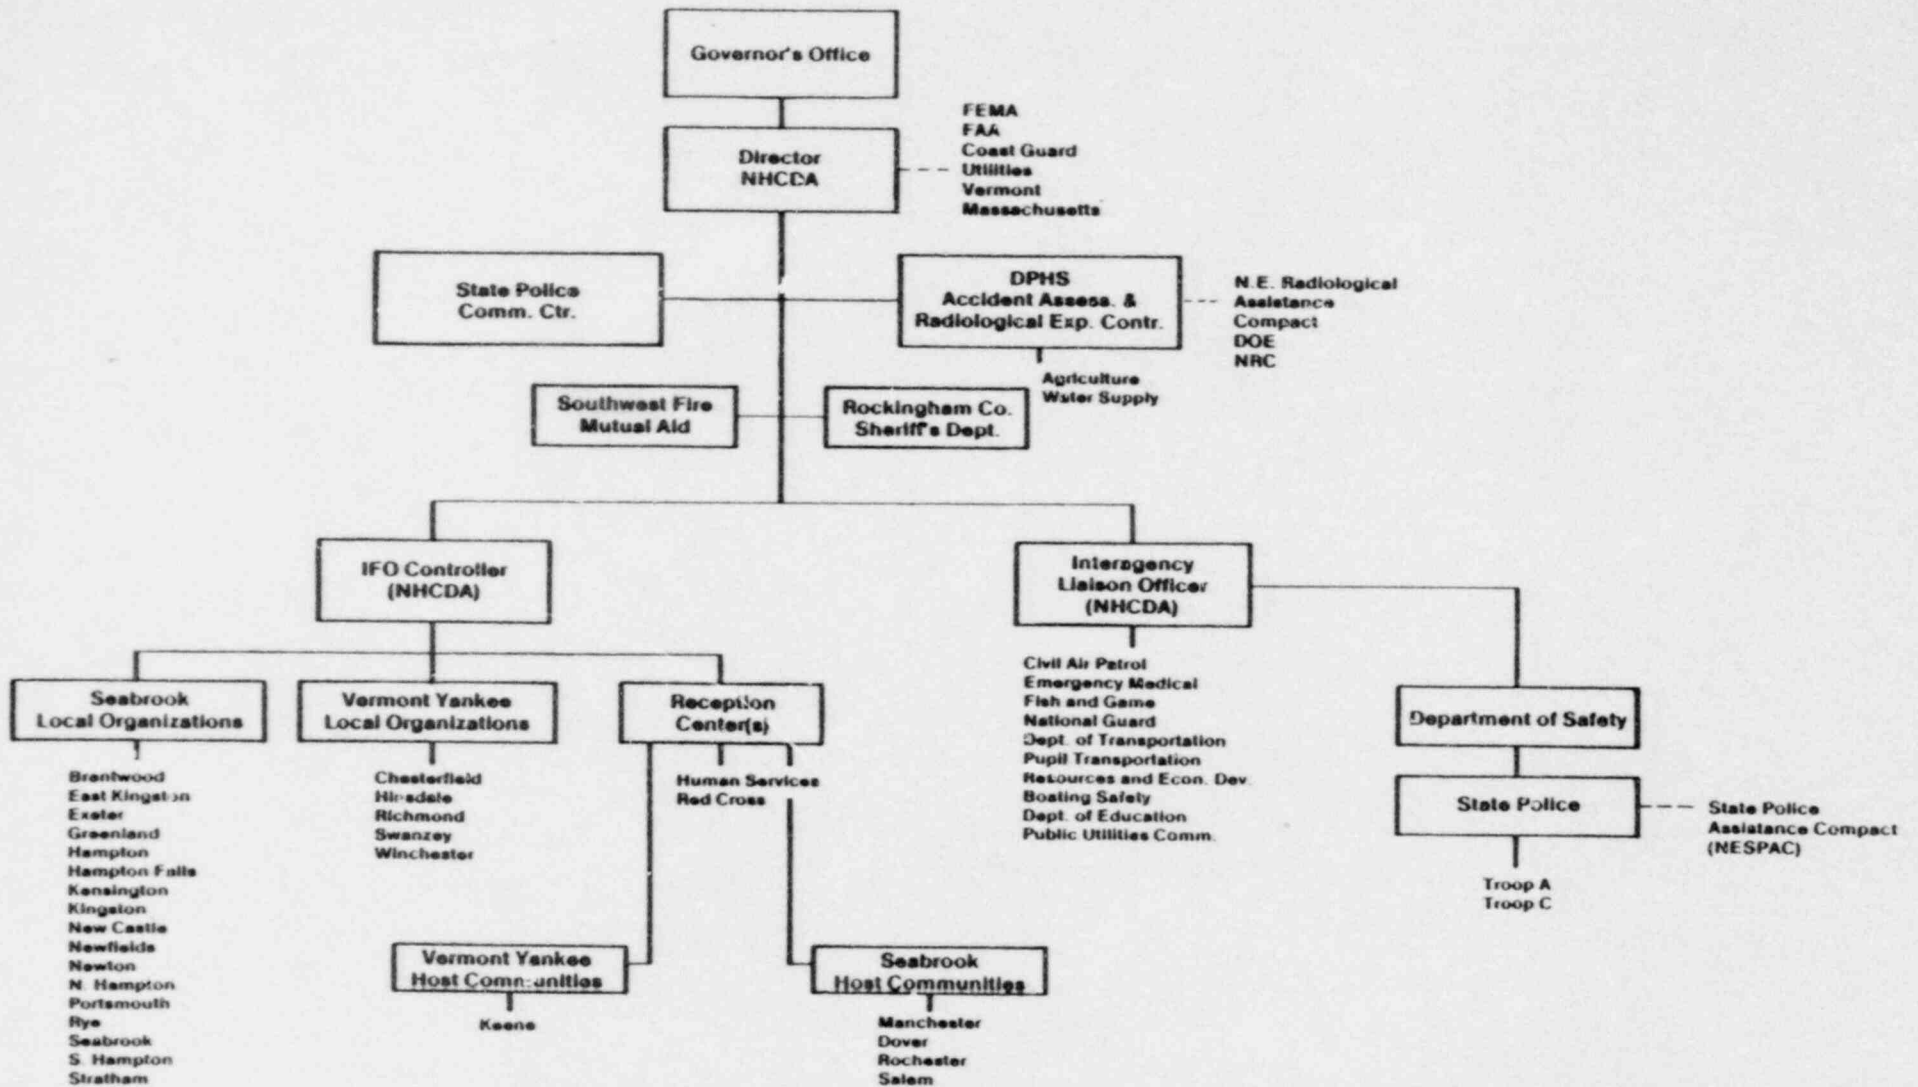 Governor's Office
Director
NHCDA
FEMA
FAA
Coast Guard
Utilities
Vermont
Massachusetts
State Police
Comm. Ctr.
DPHS
Accident Assess. &
Radiological Exp. Contr.
N.E. Radiological
Assistance
Compact
DOE
NRC
Agriculture
Water Supply
Southwest Fire
Mutual Aid
Rockingham Co.
Sheriff's Dept.
IFO Controller
(NHCDA)
Interagency
Liaison Officer
(NHCDA)
Seabrook
Local Organizations
Vermont Yankee
Local Organizations
Reception
Center(s)
Civil Air Patrol
Emergency Medical
Fish and Game
National Guard
Dept. of Transportation
Pupil Transportation
Resources and Econ. Dev.
Boating Safety
Dept. of Education
Public Utilities Comm.
Department of Safety
State Police
State Police
Assistance Compact
(NESPAC)
Troop A
Troop C
Brentwood
East Kingston
Exeter
Greenland
Hampton
Hampton Falls
Kensington
Kingston
New Castle
Newfields
Newton
N. Hampton
Portsmouth
Rye
Seabrook
S. Hampton
Stratham
Chesterfield
Hinsdale
Richmond
Swanzey
Winchester
Human Services
Red Cross
Vermont Yankee
Host Communities
Keene
Seabrook
Host Communities
Manchester
Dover
Rochester
Salem